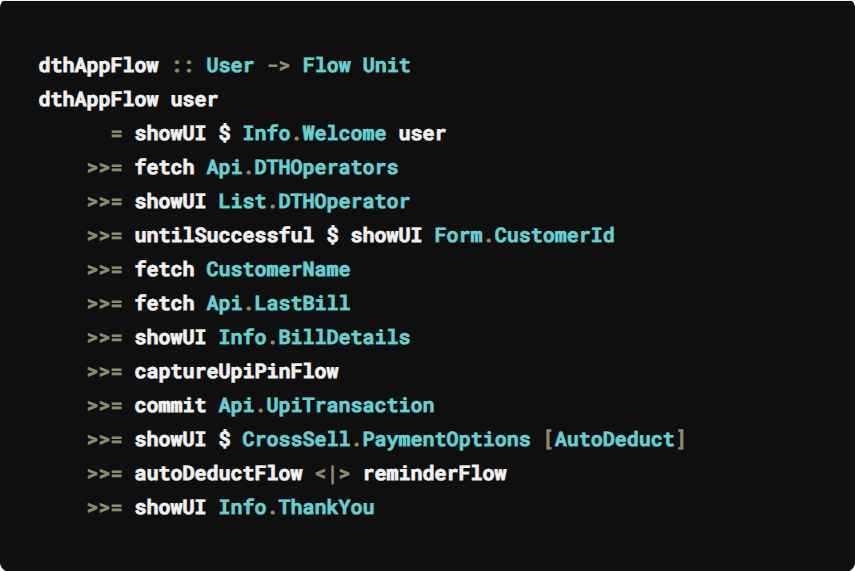 dthAppFlow :: User -> Flow Unit
dthAppFlow user
= showUI $ Info.Welcome user
>>= fetch Api.DTHOperators
>>= showUI List.DTHOperator
>>= untilSuccessful $ showUI Form.CustomerId
>>= fetch CustomerName
>>= fetch Api.LastBill
>>= showUI Info.BillDetails
>>= captureUpiPinFlow
>>= commit Api.UpiTransaction
>>= showUI $ CrossSell.PaymentOptions [AutoDeduct]
>>= autoDeductFlow <|> reminderFlow
>>= showUI Info.ThankYou